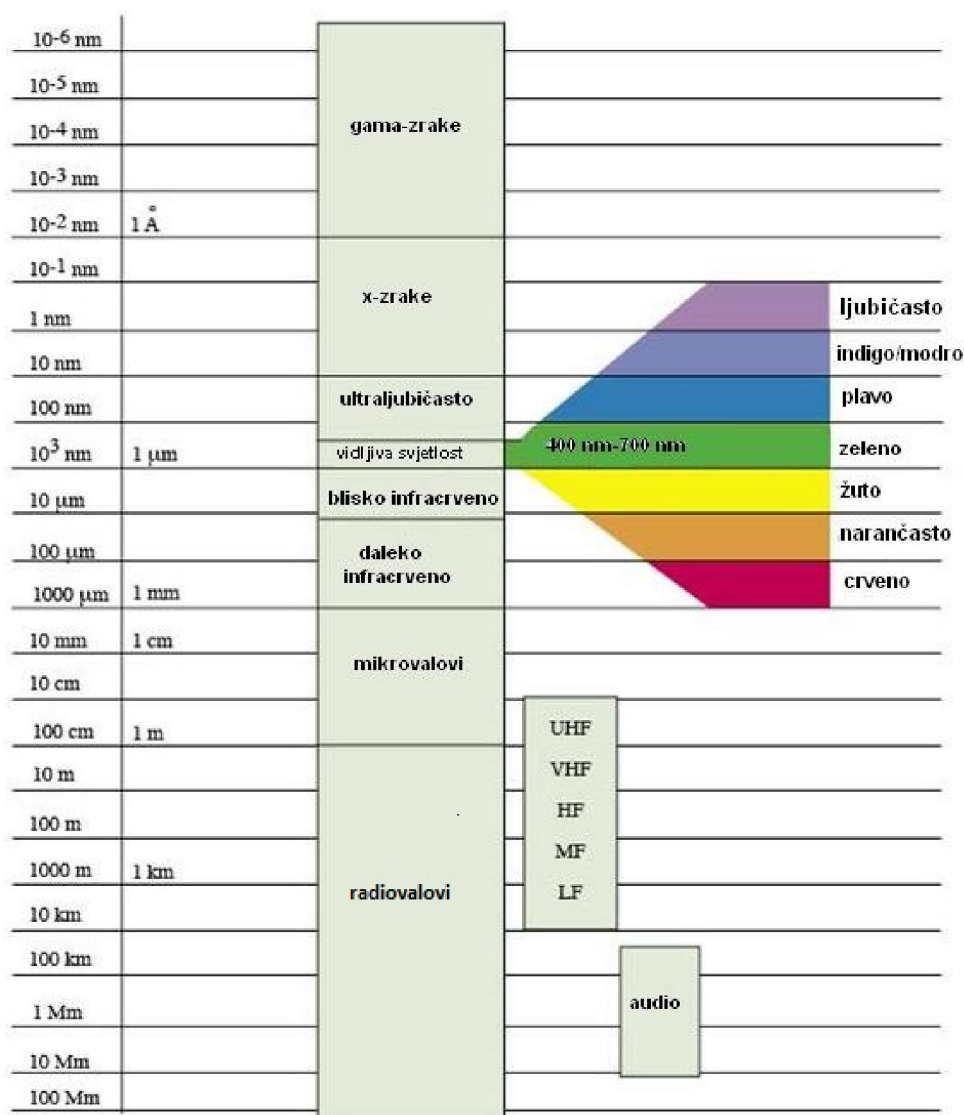 10-6 nm
10-5 nm
10-4 nm
10-3 nm
10-2 nm
1 Å
10-1 nm
1 nm
10 nm
100 nm
10³ nm
1 µm
10 µm
100 µm
1000 µm
1 mm
10 mm
1 cm
10 cm
100 cm
1 m
10 m
100 m
1000 m
1 km
10 km
100 km
1 Mm
10 Mm
100 Mm
gama-zrake
x-zrake
ultraljubičasto
vidljiva svjetlost
blisko infracrveno
daleko
infracrveno
mikrovalovi
radiovalovi
400 nm-700 nm
ljubičasto
indigo/modro
plavo
zeleno
žuto
narančasto
crveno
UHF
VHF
HF
MF
LF
audio